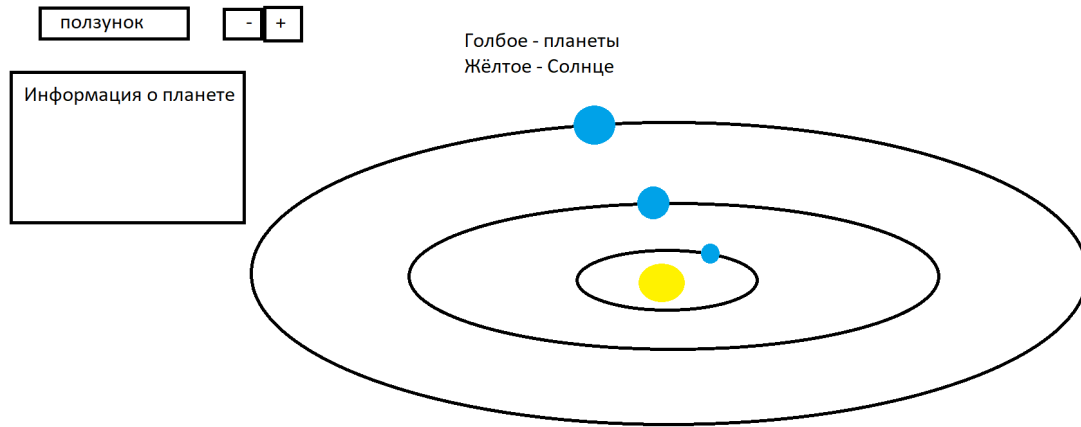 ползунок
- +
Голбое - планеты
Жёлтое - Солнце
Информация о планете